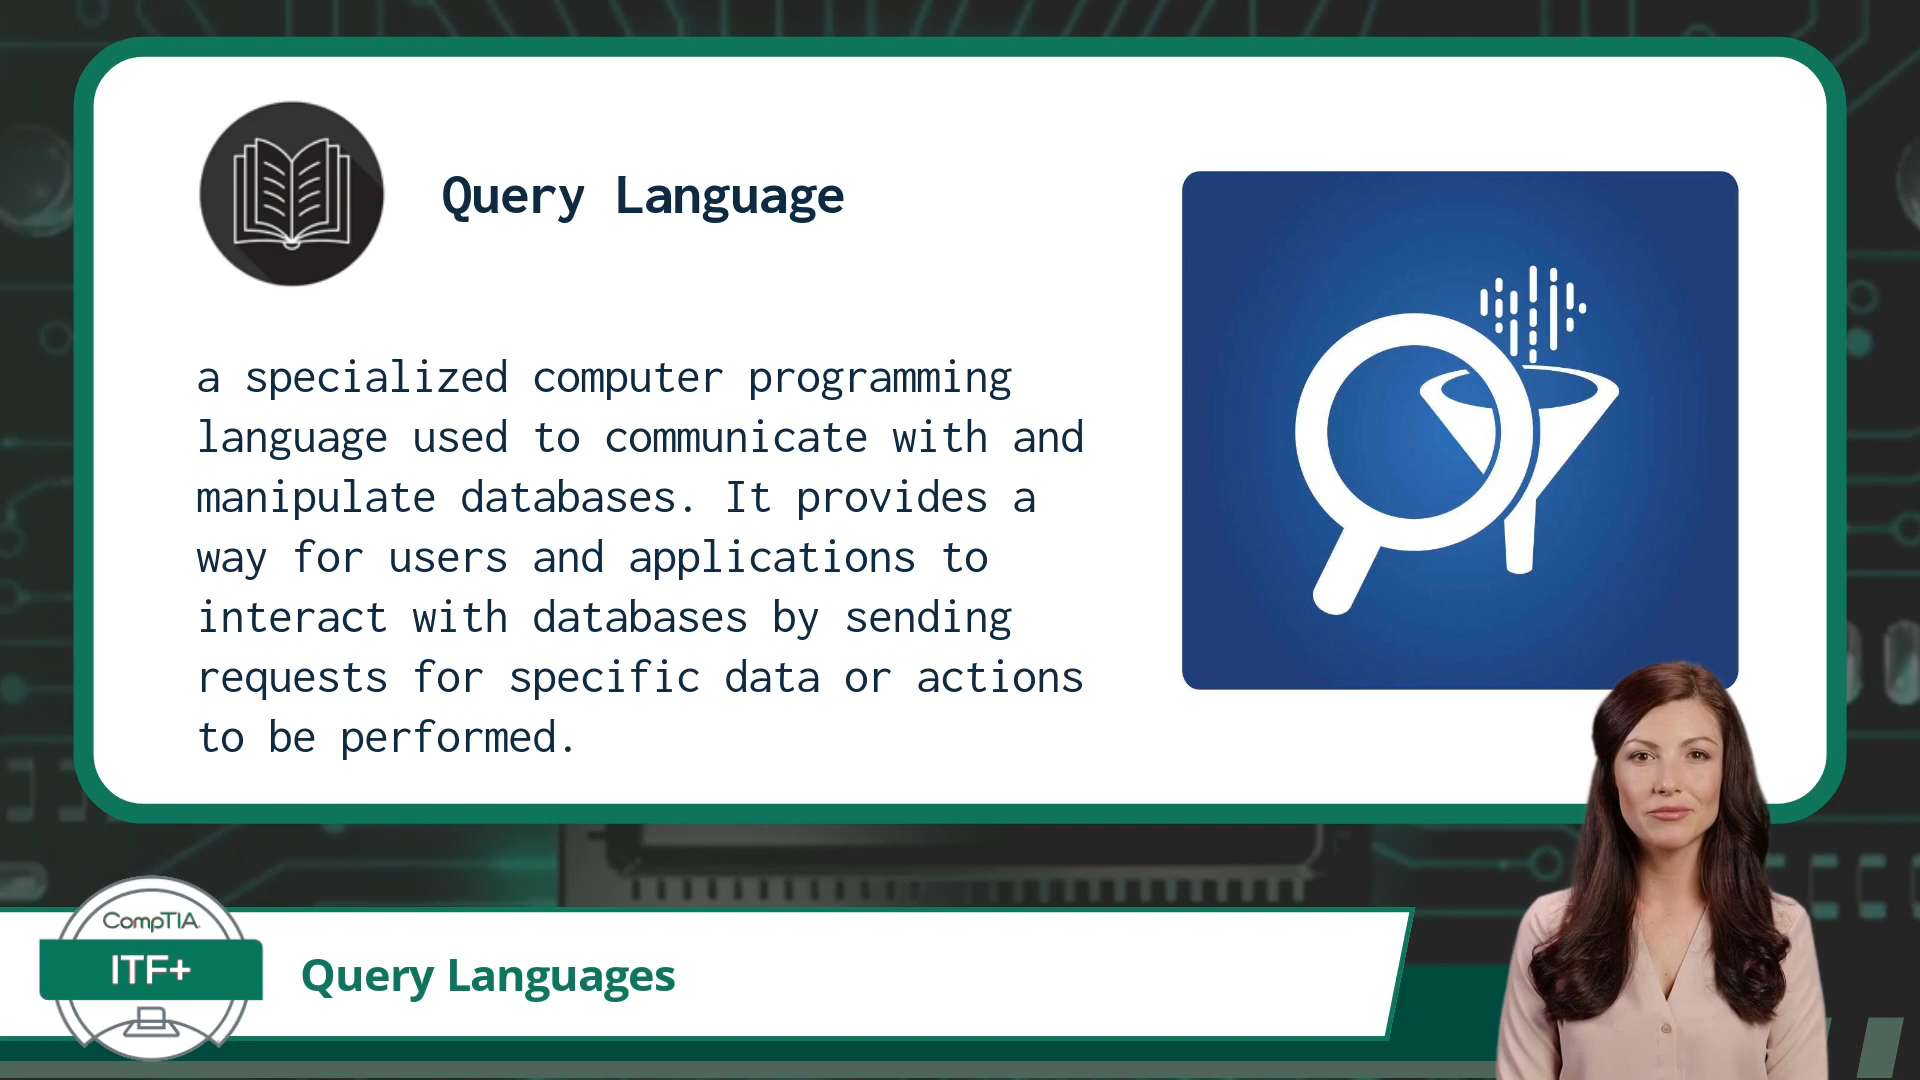 Query Language
a specialized computer programming
language used to communicate with and
manipulate databases. It provides a
way for users and applications to
interact with databases by sending
requests for specific data or actions
to be performed.
CompTIA
ITF+
Query Languages